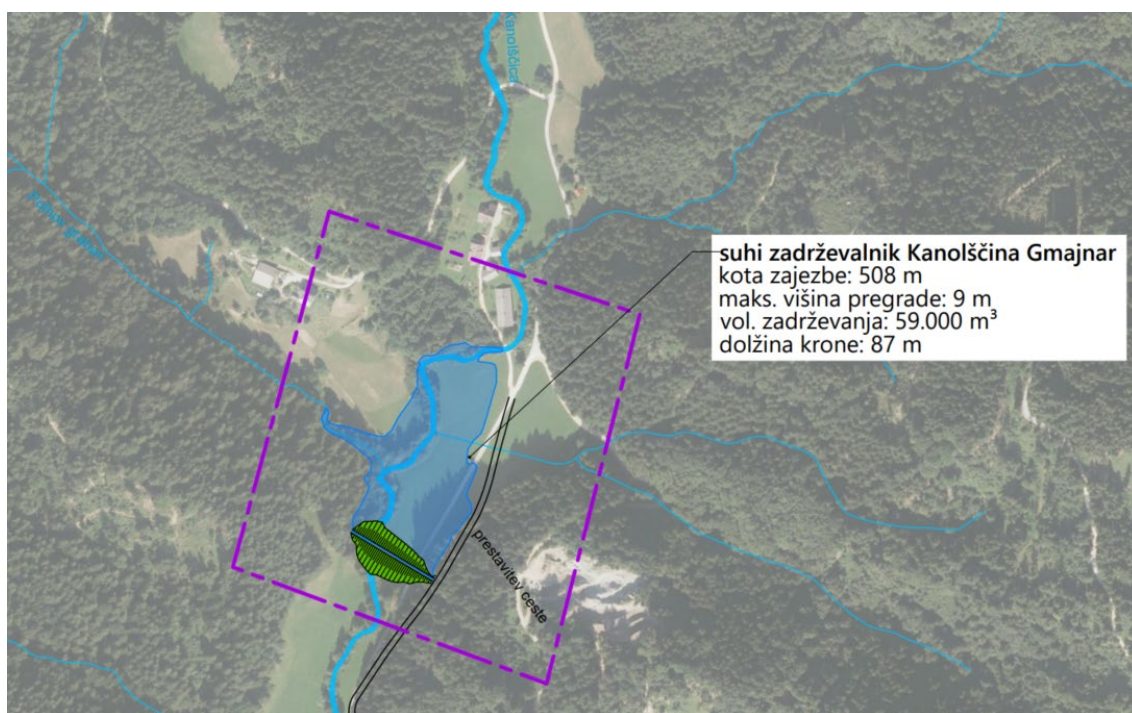 Kanolščica
suhi zadrževalnik Kanolščina Gmajnar
kota zajezbe: 508 m
maks. višina pregrade: 9 m
vol. zadrževanja: 59.000 m³
dolžina krone: 87 m
prestavitev ceste